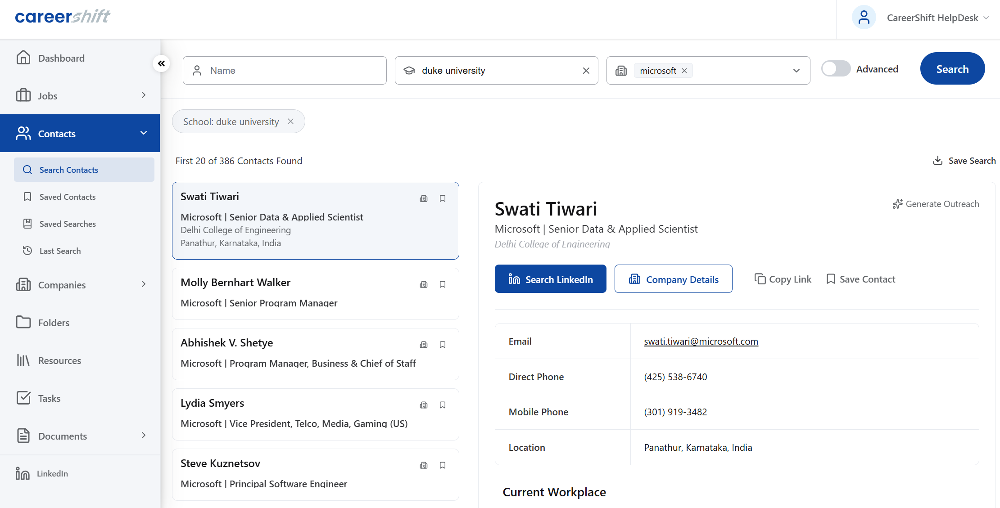 careershift
CareerShift HelpDesk
Dashboard
Jobs
Contacts
Search Contacts
Saved Contacts
Saved Searches
Last Search
Companies
Folders
Resources
Tasks
Documents
LinkedIn
Name
duke university
microsoft
Advanced
Search
School: duke university
First 20 of 386 Contacts Found
Save Search
Swati Tiwari
Microsoft | Senior Data & Applied Scientist
Delhi College of Engineering
Panathur, Karnataka, India
Molly Bernhart Walker
Microsoft | Senior Program Manager
Abhishek V. Shetye
Microsoft | Program Manager, Business & Chief of Staff
Lydia Smyers
Microsoft | Vice President, Telco, Media, Gaming (US)
Steve Kuznetsov
Microsoft | Principal Software Engineer
Swati Tiwari
Generate Outreach
Microsoft | Senior Data & Applied Scientist
Delhi College of Engineering
Search LinkedIn
Company Details
Copy Link
Save Contact
Email
swati.tiwari@microsoft.com
Direct Phone
(425) 538-6740
Mobile Phone
(301) 919-3482
Location
Panathur, Karnataka, India
Current Workplace